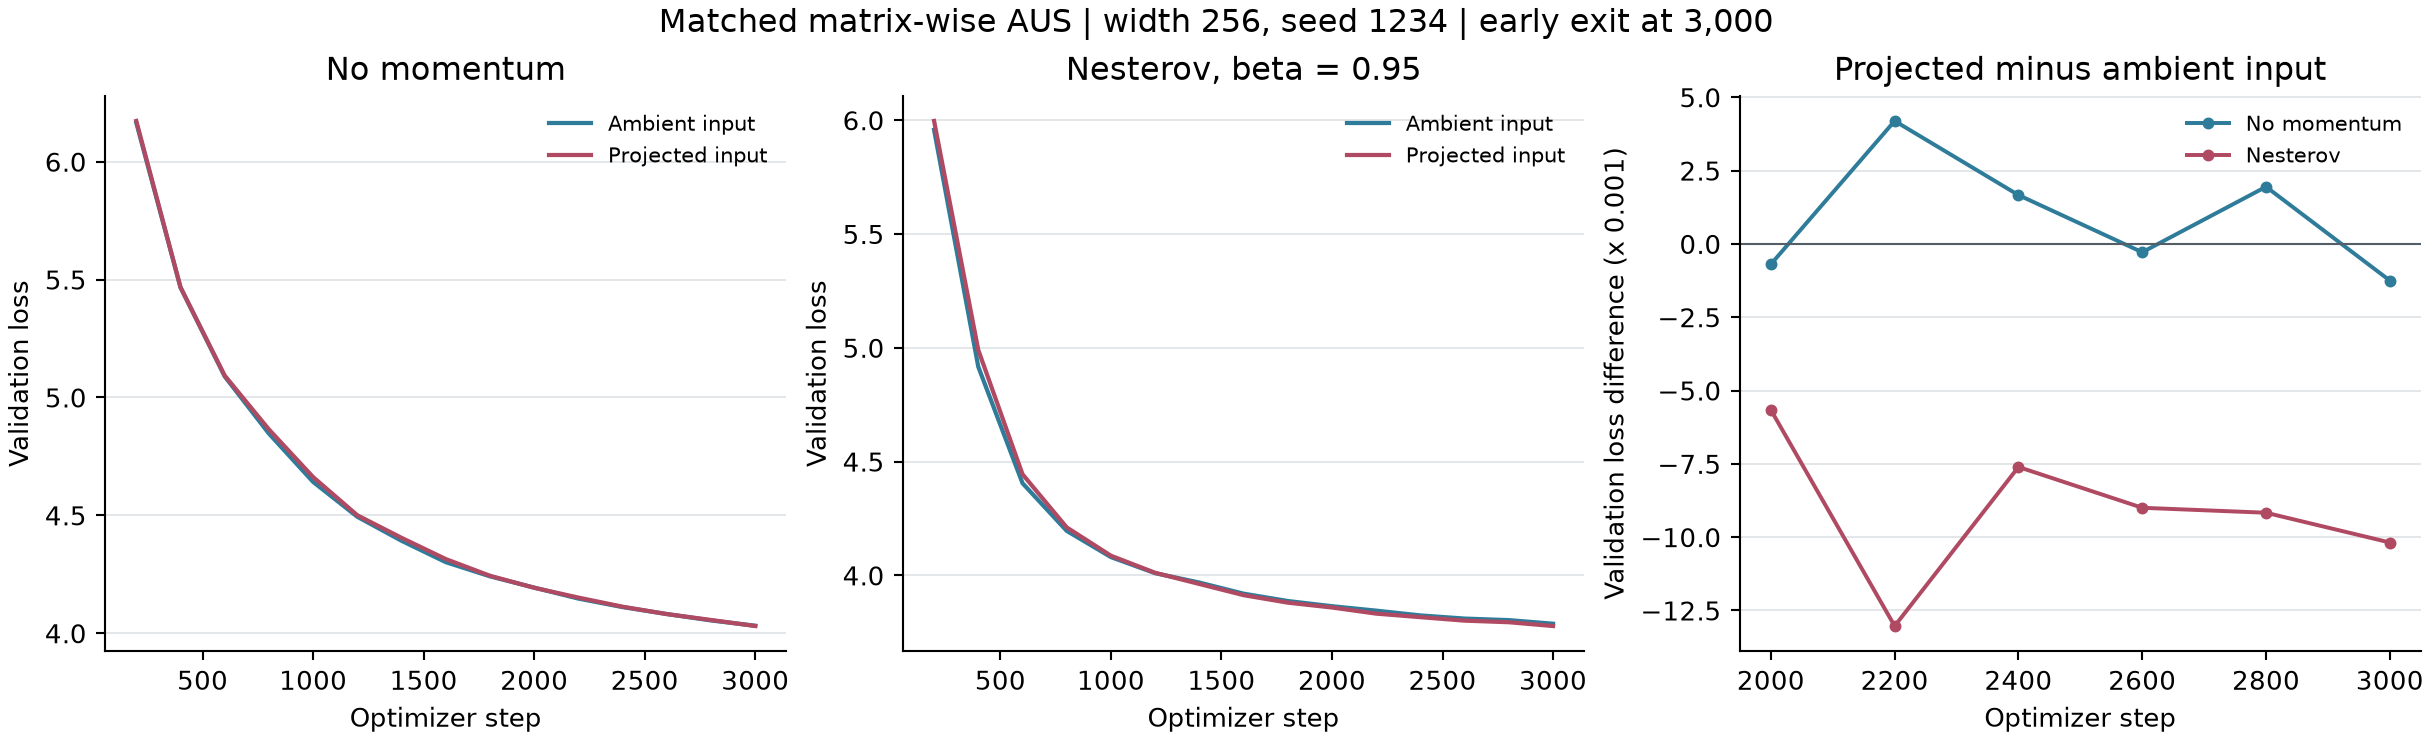 Matched matrix-wise AUS | width 256, seed 1234 | early exit at 3,000
No momentum
Validation loss
6.0
5.5
5.0
4.5
4.0
Ambient input
Projected input
500 1000 1500 2000 2500 3000
Optimizer step
Nesterov, beta = 0.95
Validation loss
6.0
5.5
5.0
4.5
4.0
Ambient input
Projected input
500 1000 1500 2000 2500 3000
Optimizer step
Projected minus ambient input
Validation loss difference (x 0.001)
5.0
2.5
0.0
−2.5
−5.0
−7.5
−10.0
−12.5
No momentum
Nesterov
2000 2200 2400 2600 2800 3000
Optimizer step